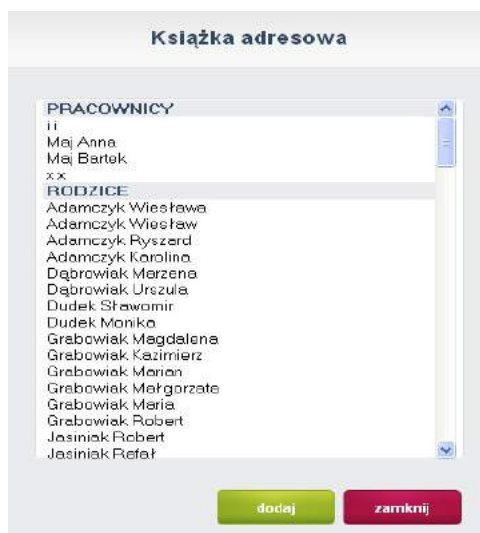 Książka adresowa
PRACOWNICY
i i
Maj Anna
Maj Bartek
x x
RODZICE
Adamczyk Wiesława
Adamczyk Wiesław
Adamczyk Ryszard
Adamczyk Karolina
Dąbrowiak Marzena
Dąbrowiak Urszula
Dudek Sławomir
Dudek Monika
Grabowiak Magdalena
Grabowiak Kazimierz
Grabowiak Marian
Grabowiak Małgorzata
Grabowiak Maria
Grabowiak Robert
Jasiniak Robert
Jasiniak Rafał
dodaj zamknij